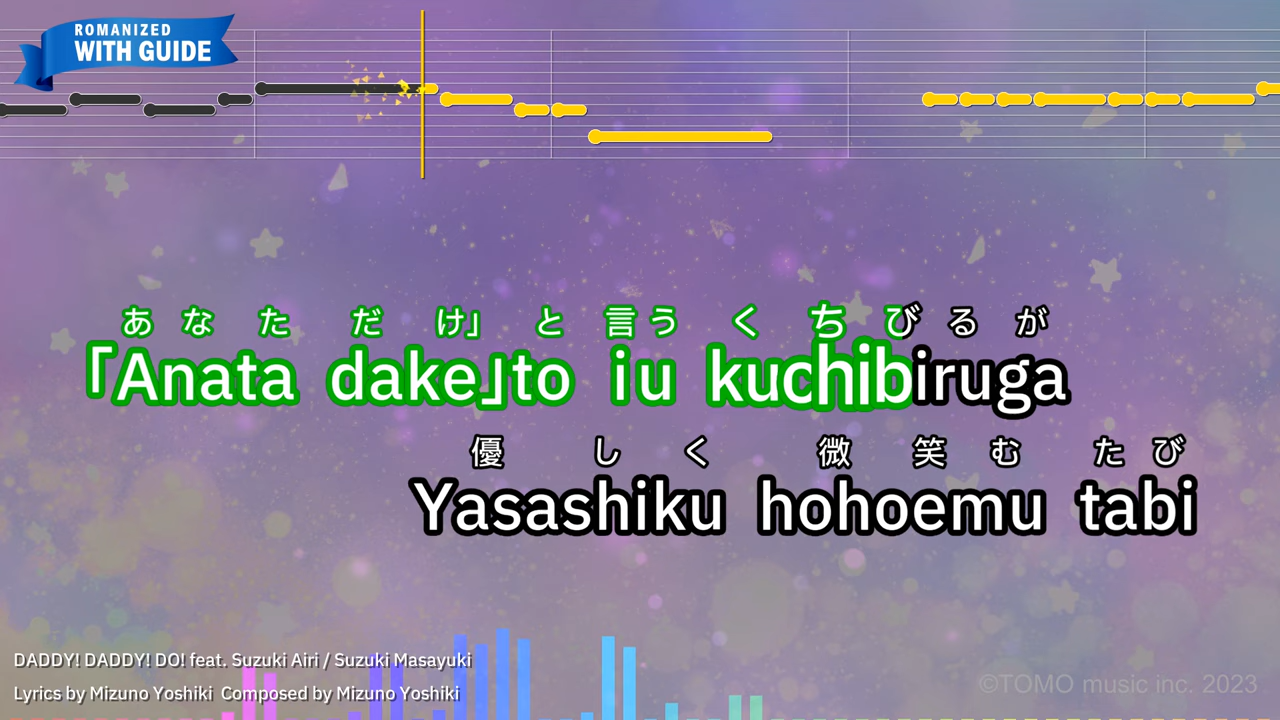 ROMANIZED
WITH GUIDE
あなただけ」と言うくちびるが
「Anata dake」to iu kuchibiruga
優しく微笑むたび
Yasashiku hohoemu tabi
DADDY! DADDY! DO! feat. Suzuki Airi / Suzuki Masayuki
Lyrics by Mizuno Yoshiki Composed by Mizuno Yoshiki
©TOMO music inc. 2023